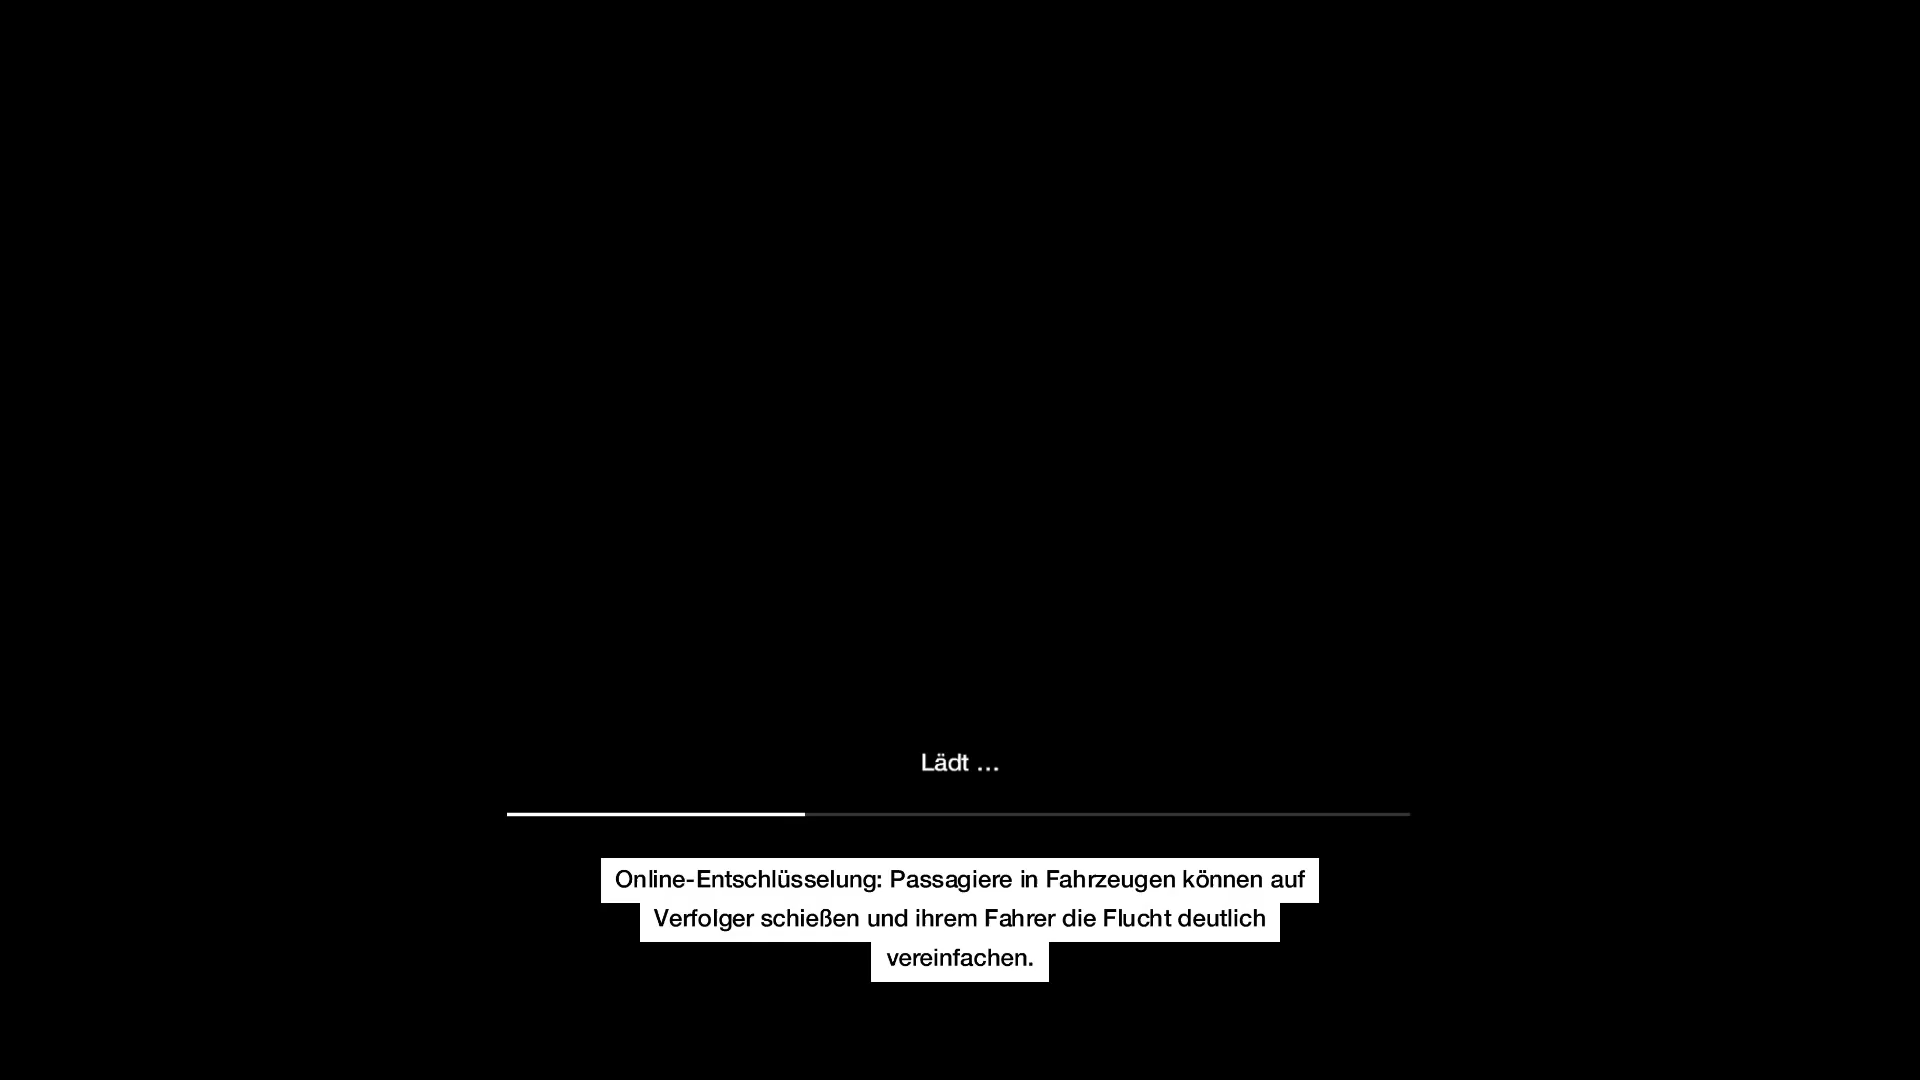 Lädt ...
Online-Entschlüsselung: Passagiere in Fahrzeugen können auf
Verfolger schießen und ihrem Fahrer die Flucht deutlich
vereinfachen.